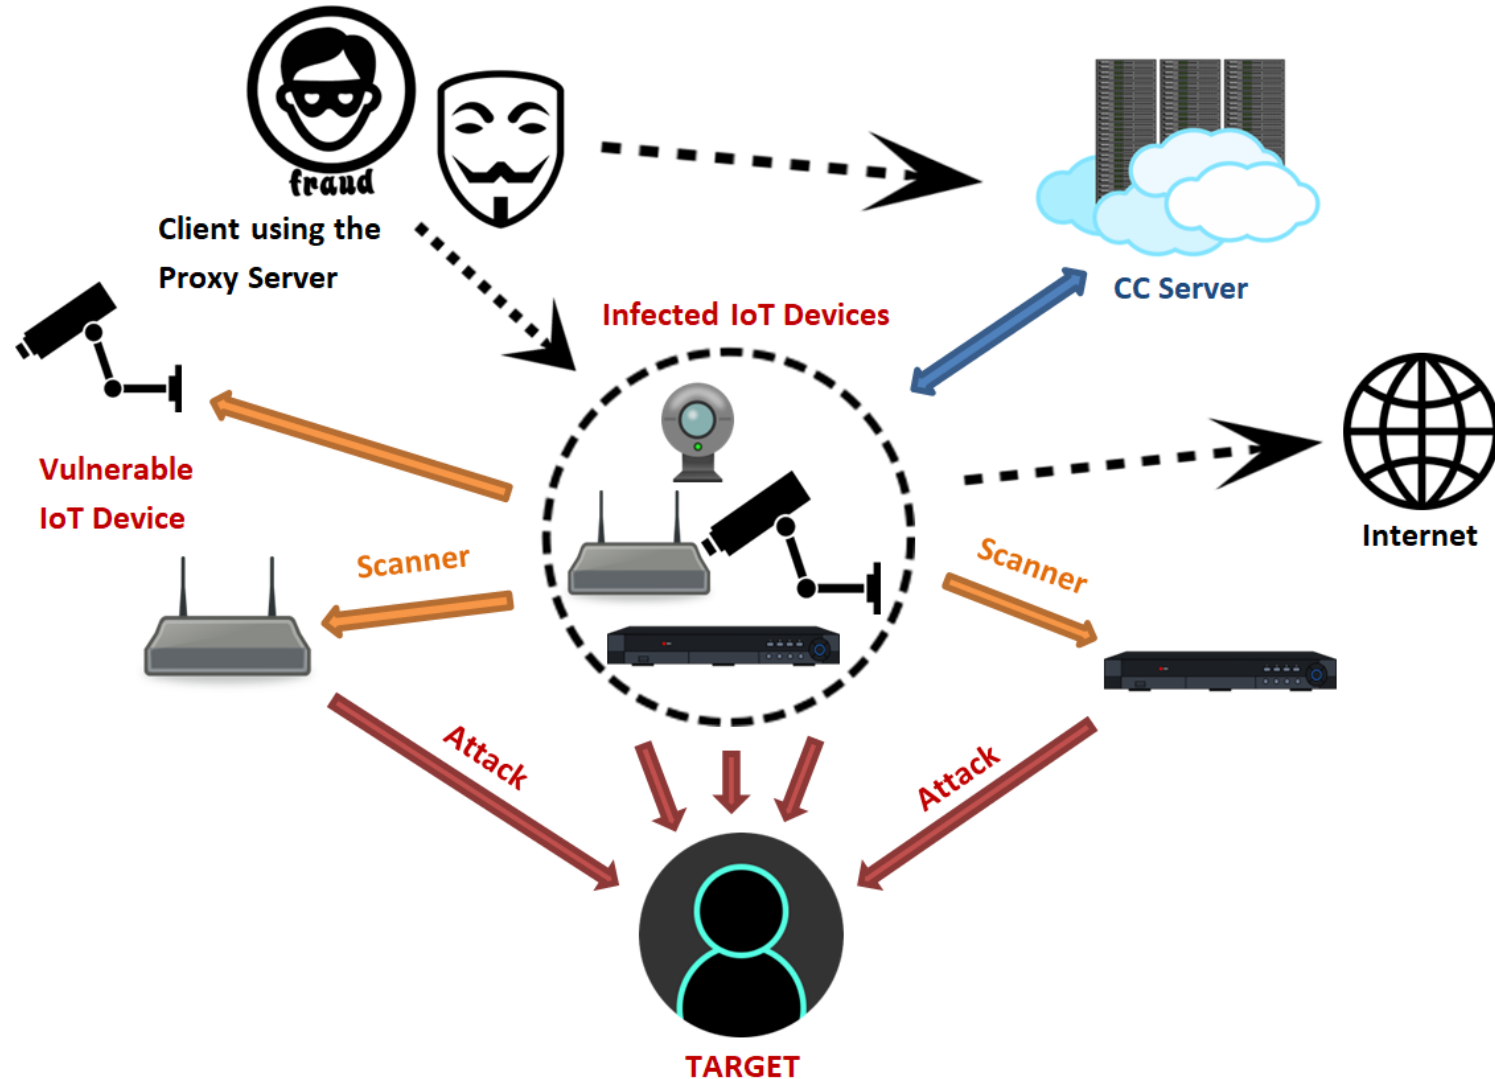 fraud
Client using the
Proxy Server
CC Server
Infected IoT Devices
Vulnerable
IoT Device
Internet
Scanner
Scanner
Attack
Attack
TARGET